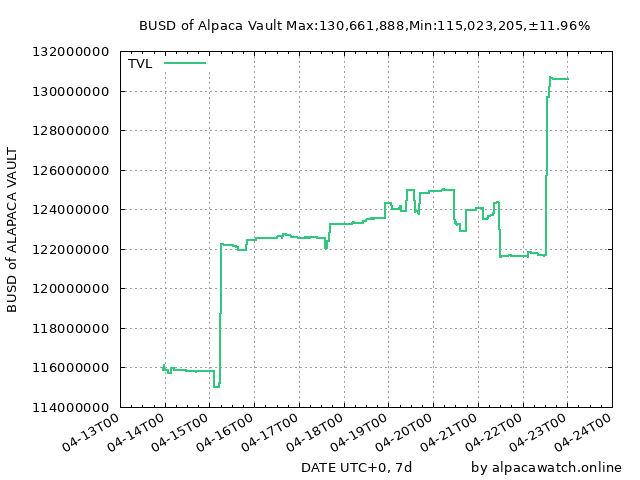 BUSD of Alpaca Vault Max:130,661,888,Min:115,023,205,±11.96%
TVL
132000000
130000000
128000000
126000000
124000000
122000000
120000000
118000000
116000000
114000000
BUSD of ALAPACA VAULT
04-13T00
04-14T00
04-15T00
04-16T00
04-17T00
04-18T00
04-19T00
04-20T00
04-21T00
04-22T00
04-23T00
04-24T00
DATE UTC+0, 7d
by alpacawatch.online